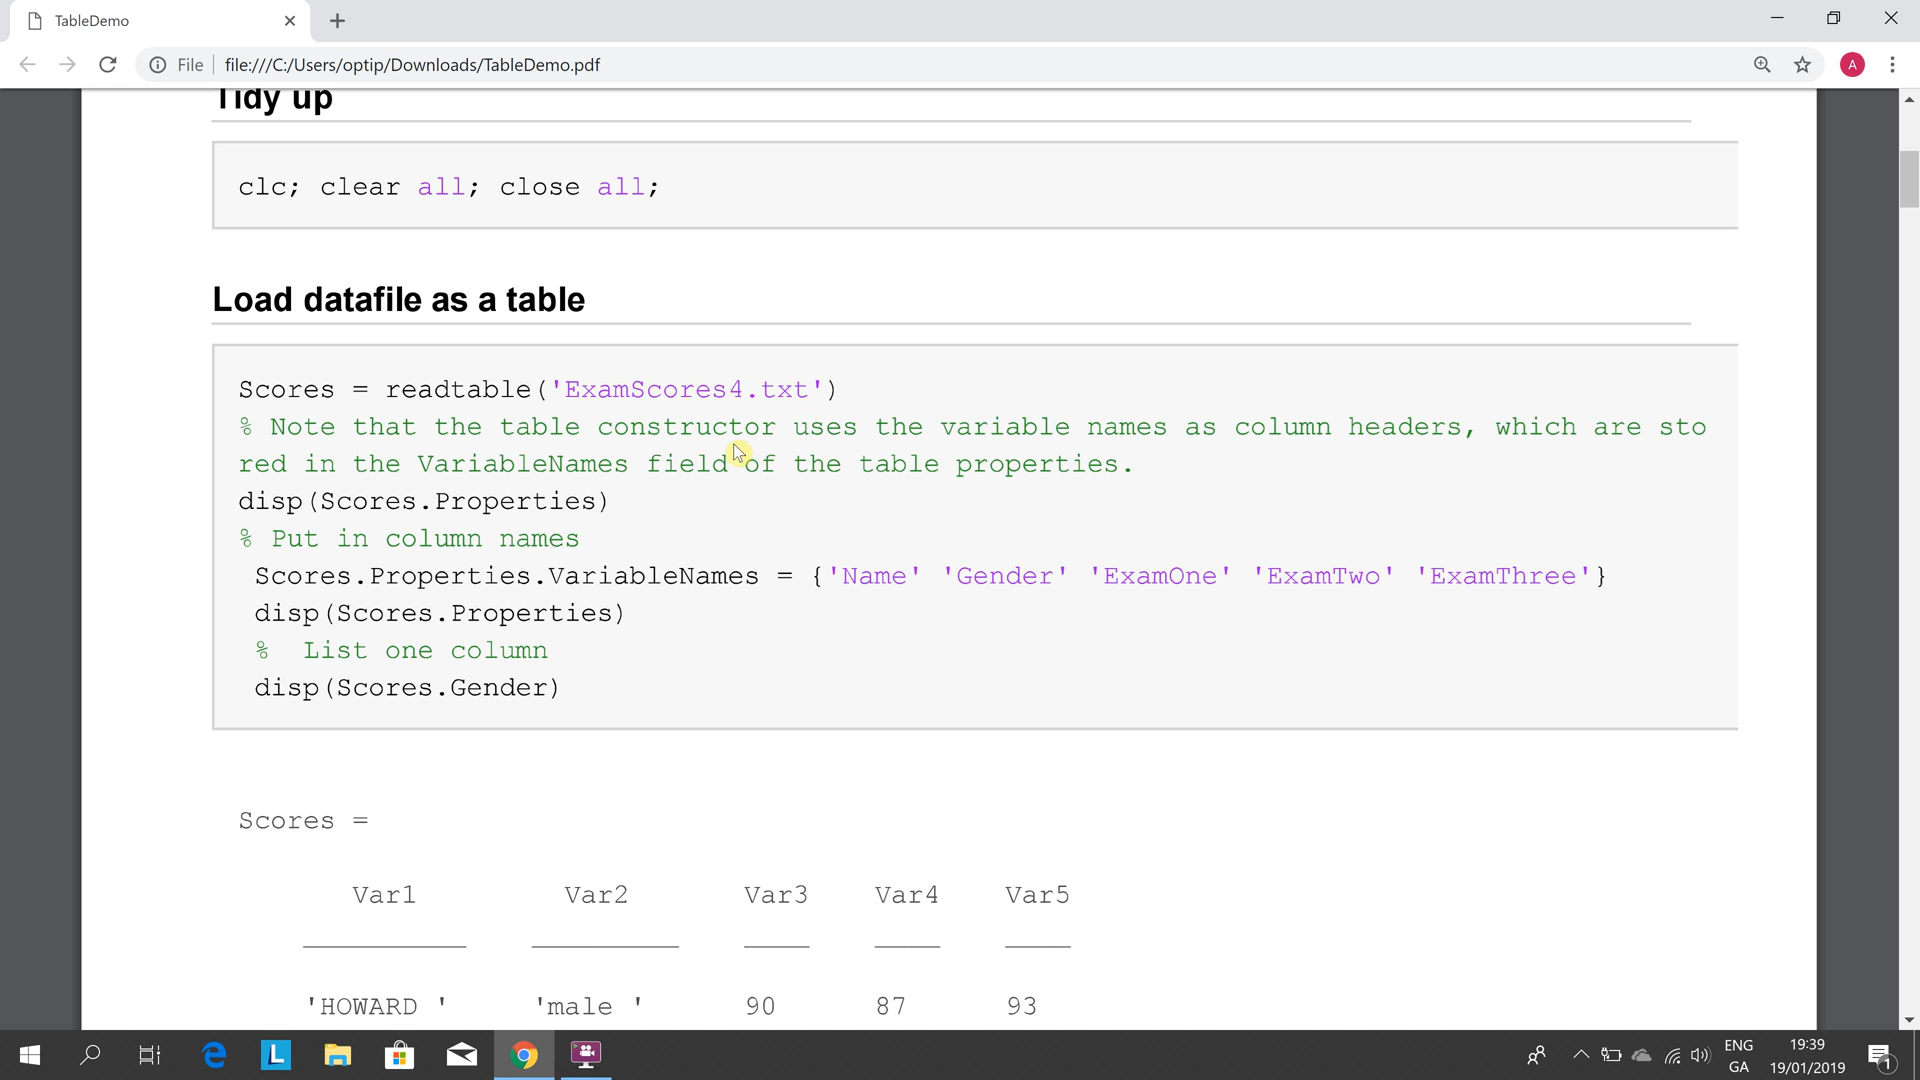 TableDemo
File
file:///C:/Users/optip/Downloads/TableDemo.pdf
A
Tidy up
clc; clear all; close all;
Load datafile as a table
Scores = readtable('ExamScores4.txt')
% Note that the table constructor uses the variable names as column headers, which are sto
red in the VariableNames field of the table properties.
disp(Scores.Properties)
% Put in column names
Scores.Properties.VariableNames = {'Name' 'Gender' 'ExamOne' 'ExamTwo' 'ExamThree'}
disp(Scores.Properties)
%  List one column
disp(Scores.Gender)
Scores =
Var1 Var2 Var3 Var4 Var5
'HOWARD ' 'male ' 90 87 93
L
ENG
GA
19:39
19/01/2019
1